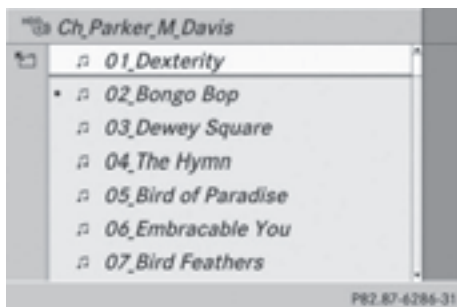 Ch_Parker_M_Davis
01_Dexterity
02_Bongo Bop
03_Dewey Square
04_The Hymn
05_Bird of Paradise
06_Embracable You
07_Bird Feathers
P82.87-6286-31